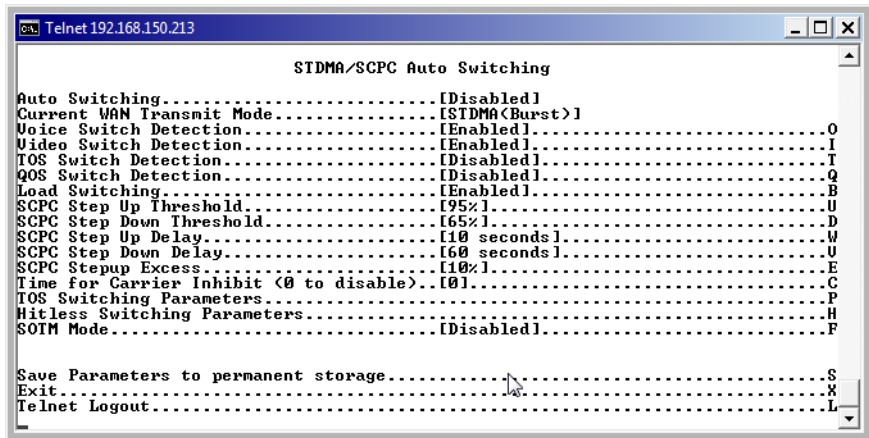 Telnet 192.168.150.213
STDMA/SCPC Auto Switching
Auto Switching...........................[Disabled]
Current WAN Transmit Mode................[STDMA(Burst)]
Voice Switch Detection...................[Enabled].............................O
Video Switch Detection...................[Enabled].............................I
TOS Switch Detection.....................[Disabled]............................T
QOS Switch Detection.....................[Disabled]............................Q
Load Switching...........................[Enabled].............................B
SCPC Step Up Threshold...................[95%].................................U
SCPC Step Down Threshold.................[65%].................................D
SCPC Step Up Delay.......................[10 seconds]..........................W
SCPC Step Down Delay.....................[60 seconds]..........................V
SCPC Stepup Excess.......................[10%].................................E
Time for Carrier Inhibit (0 to disable)..[0]...................................C
TOS Switching Parameters.......................................................P
Hitless Switching Parameters...................................................H
SOTM Mode................................[Disabled]............................F
Save Parameters to permanent storage...........................................S
Exit...........................................................................X
Telnet Logout..................................................................L